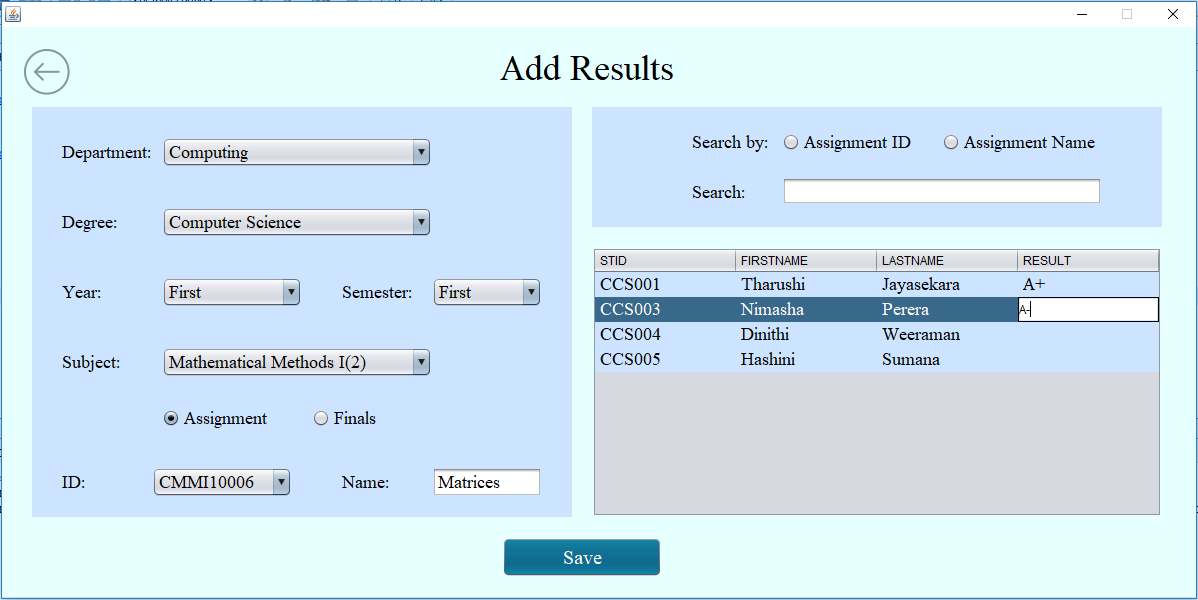 Add Results
Department: Computing
Degree: Computer Science
Year: First Semester: First
Subject: Mathematical Methods I(2)
Assignment Finals
ID: CMMI10006 Name: Matrices
Search by: Assignment ID Assignment Name
Search:
STID FIRSTNAME LASTNAME RESULT
CCS001 Tharushi Jayasekara A+
CCS003 Nimasha Perera A-
CCS004 Dinithi Weeraman
CCS005 Hashini Sumana
Save